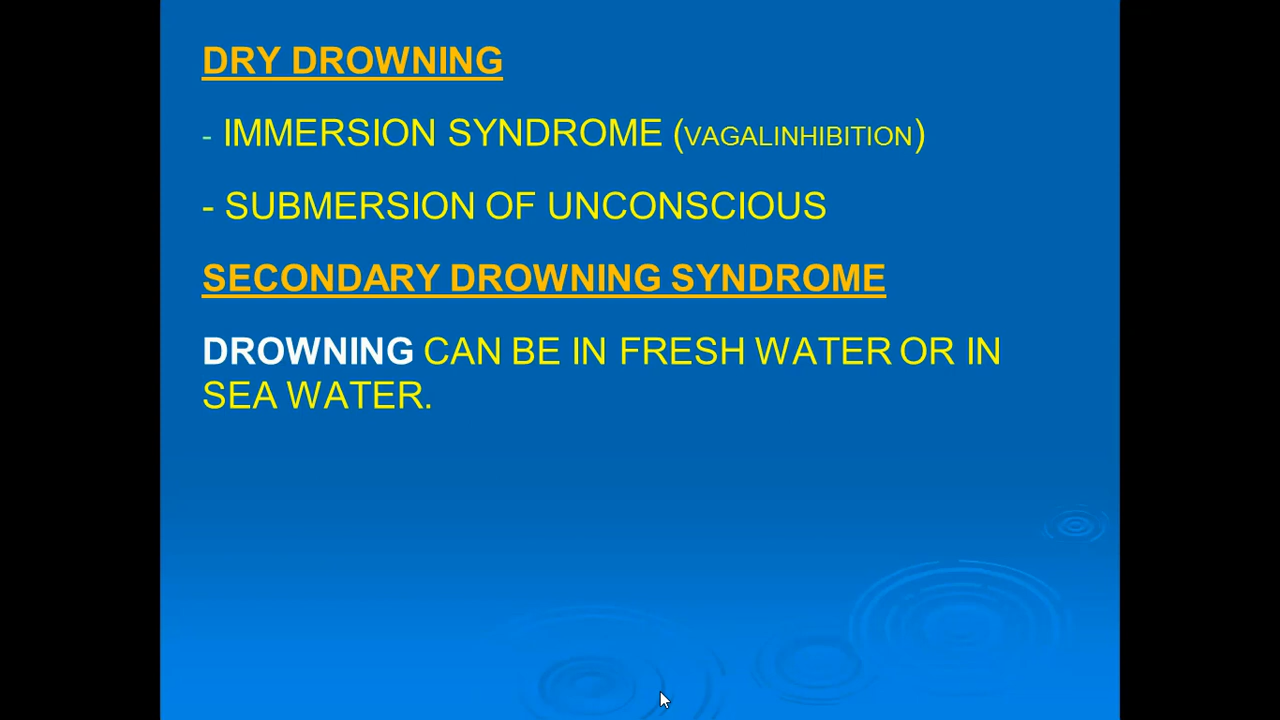 DRY DROWNING
- IMMERSION SYNDROME (VAGALINHIBITION)
- SUBMERSION OF UNCONSCIOUS
SECONDARY DROWNING SYNDROME
DROWNING CAN BE IN FRESH WATER OR IN
SEA WATER.